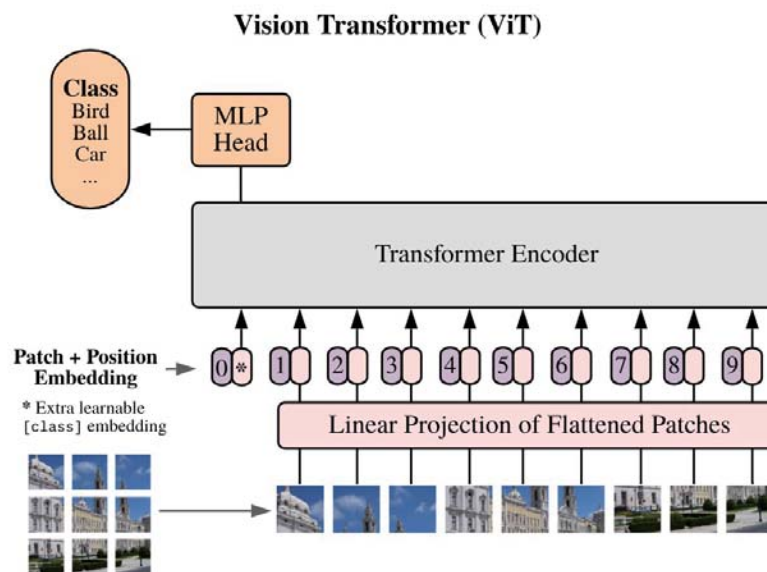 Vision Transformer (ViT)
Class
Bird
Ball
Car
...
MLP
Head
Transformer Encoder
Patch + Position
Embedding
0 * 1 2 3 4 5 6 7 8 9
* Extra learnable
[class] embedding
Linear Projection of Flattened Patches